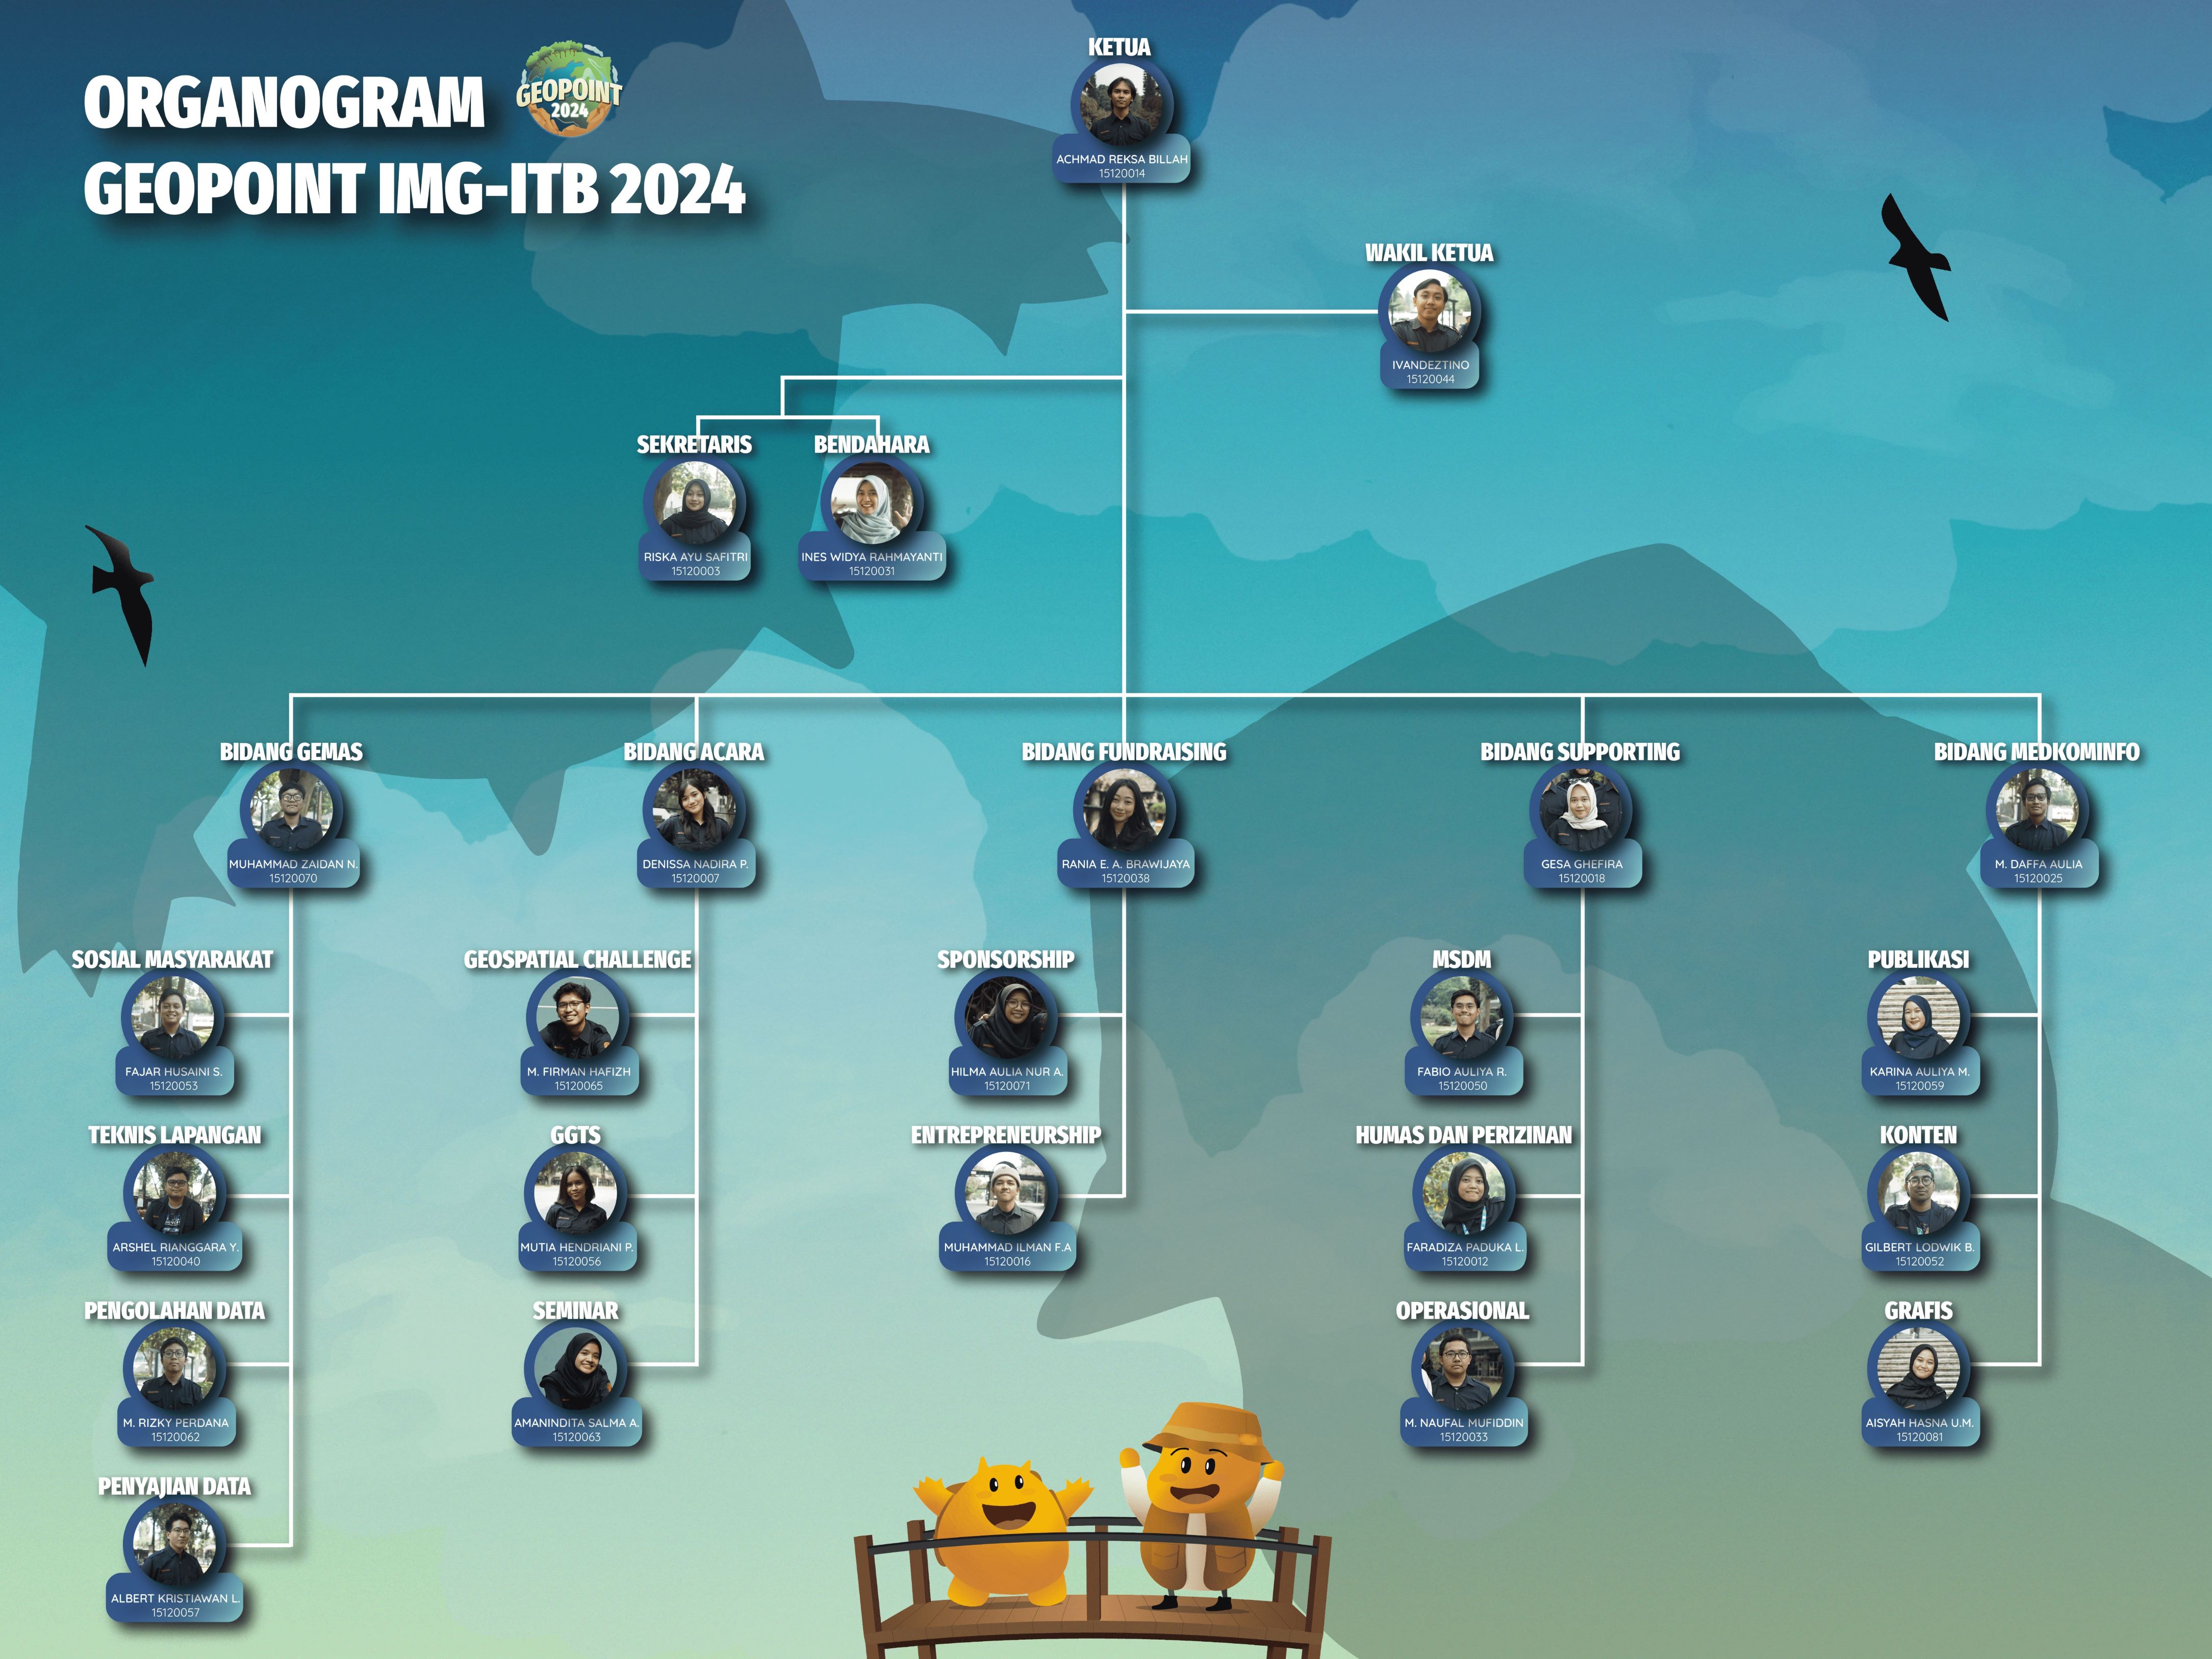 ORGANOGRAM
GEOPOINT
2024
GEOPOINT IMG-ITB 2024
KETUA
ACHMAD REKSA BILLAH
15120014
WAKIL KETUA
IVANDEZTINO
15120044
SEKRETARIS
RISKA AYU SAFITRI
15120003
BENDAHARA
INES WIDYA RAHMAYANTI
15120031
BIDANG GEMAS
MUHAMMAD ZAIDAN N.
15120070
BIDANG ACARA
DENISSA NADIRA P.
15120007
BIDANG FUNDRAISING
RANIA E. A. BRAWIJAYA
15120038
BIDANG SUPPORTING
GESA GHEFIRA
15120018
BIDANG MEDKOMINFO
M. DAFFA AULIA
15120025
SOSIAL MASYARAKAT
FAJAR HUSAINI S.
15120053
TEKNIS LAPANGAN
ARSHEL RIANGGARA Y.
15120040
PENGOLAHAN DATA
M. RIZKY PERDANA
15120062
PENYAJIAN DATA
ALBERT KRISTIAWAN L.
15120057
GEOSPATIAL CHALLENGE
M. FIRMAN HAFIZH
15120065
GGTS
MUTIA HENDRIANI P.
15120056
SEMINAR
AMANINDITA SALMA A.
15120063
SPONSORSHIP
HILMA AULIA NUR A.
15120071
ENTREPRENEURSHIP
MUHAMMAD ILMAN F.A
15120016
MSDM
FABIO AULIYA R.
15120050
HUMAS DAN PERIZINAN
FARADIZA PADUKA L.
15120012
OPERASIONAL
M. NAUFAL MUFIDDIN
15120033
PUBLIKASI
KARINA AULIYA M.
15120059
KONTEN
GILBERT LODWIK B.
15120052
GRAFIS
AISYAH HASNA U.M.
15120081